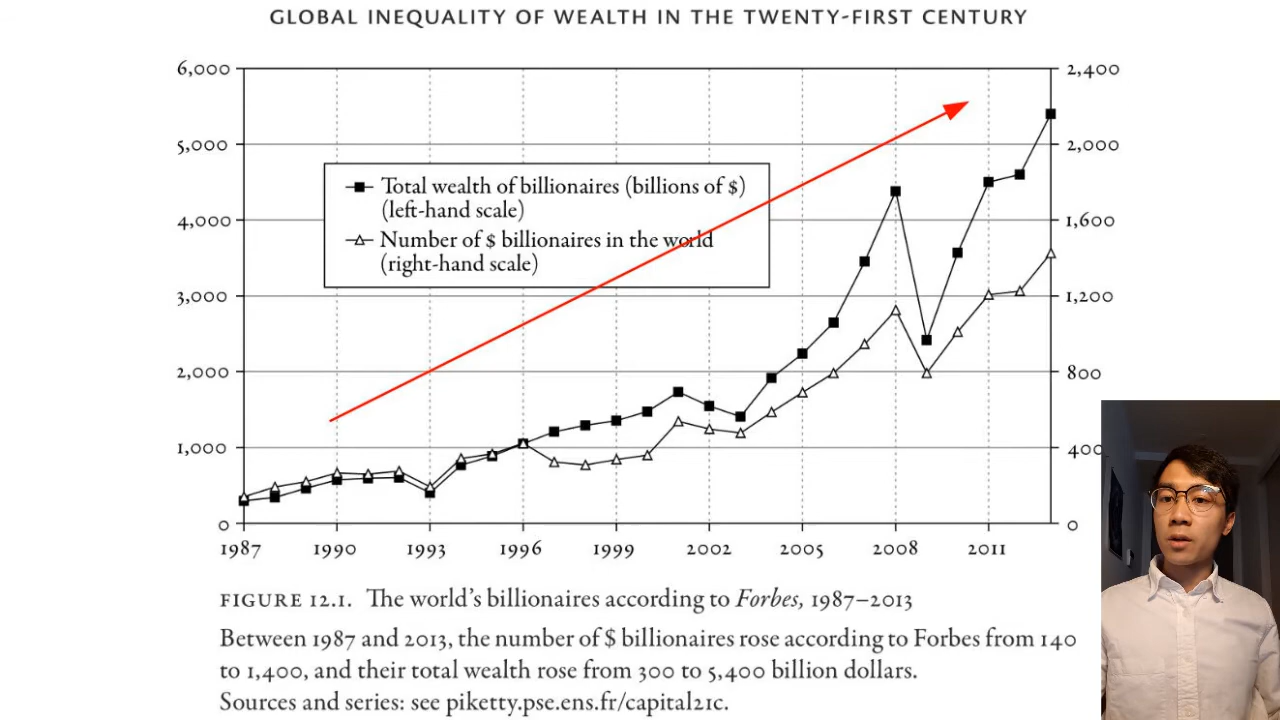 GLOBAL INEQUALITY OF WEALTH IN THE TWENTY-FIRST CENTURY
6,000
5,000
4,000
3,000
2,000
1,000
0
2,400
2,000
1,600
1,200
800
400
0
Total wealth of billionaires (billions of $)
(left-hand scale)
Number of $ billionaires in the world
(right-hand scale)
1987 1990 1993 1996 1999 2002 2005 2008 2011
FIGURE 12.1. The world's billionaires according to Forbes, 1987–2013
Between 1987 and 2013, the number of $ billionaires rose according to Forbes from 140
to 1,400, and their total wealth rose from 300 to 5,400 billion dollars.
Sources and series: see piketty.pse.ens.fr/capital21c.